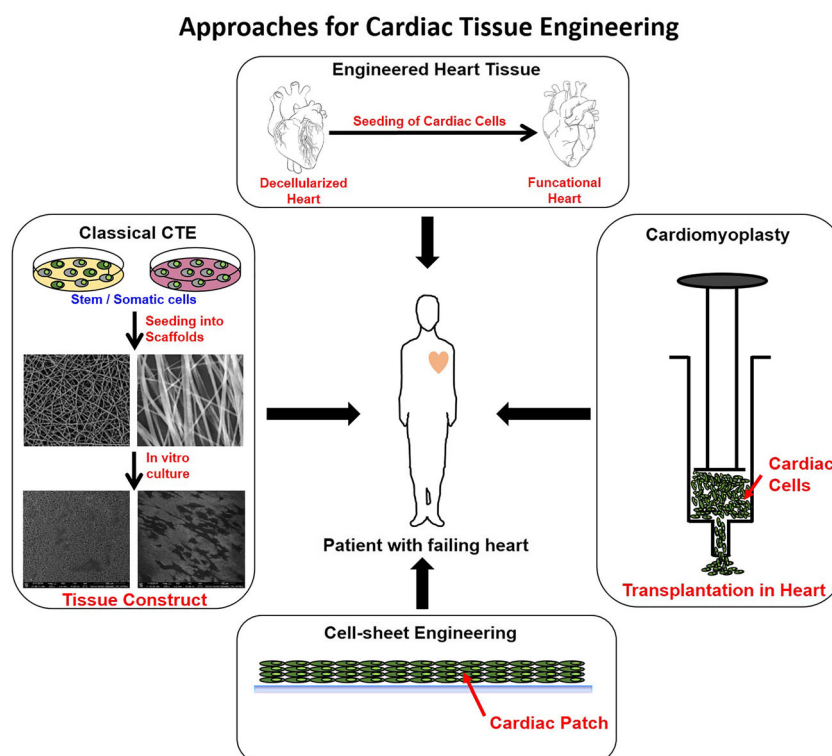 Approaches for Cardiac Tissue Engineering
Engineered Heart Tissue
Seeding of Cardiac Cells
Decellularized
Heart
Funcational
Heart
Classical CTE
Stem / Somatic cells
Seeding into
Scaffolds
In vitro
culture
Tissue Construct
Cardiomyoplasty
Cardiac
Cells
Transplantation in Heart
Patient with failing heart
Cell-sheet Engineering
Cardiac Patch